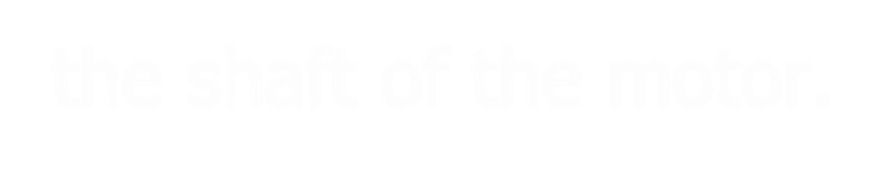 the shaft of the motor.